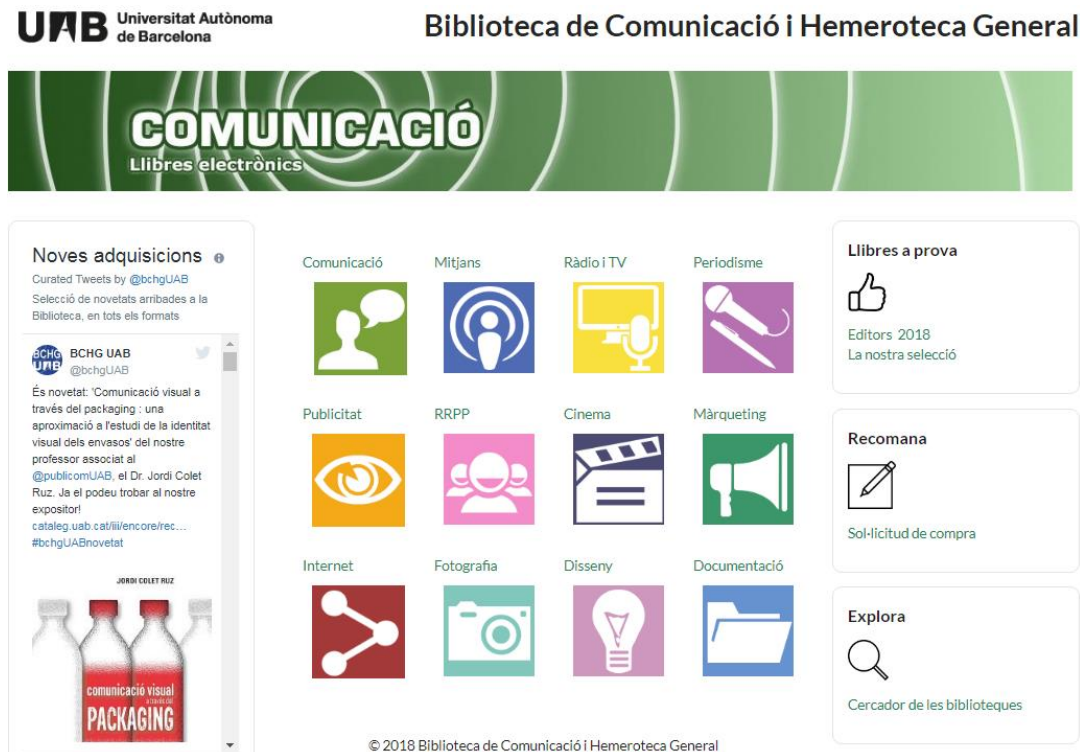 UAB Universitat Autònoma
de Barcelona
Biblioteca de Comunicació i Hemeroteca General
COMUNICACIÓ
Llibres electrònics
Noves adquisicions
Curated Tweets by @bchgUAB
Selecció de novetats arribades a la
Biblioteca, en tots els formats
BCHG
UAB
BCHG UAB
@bchgUAB
És novetat: 'Comunicació visual a
través del packaging : una
aproximació a l'estudi de la identitat
visual dels envasos' del nostre
professor associat al
@publicomUAB, el Dr. Jordi Colet
Ruz. Ja el podeu trobar al nostre
expositor!
cataleg.uab.cat/iii/encore/rec…
#bchgUABnovetat
JORDI COLET RUZ
comunicació visual
a través del
PACKAGING
Comunicació
Mitjans
Ràdio i TV
Periodisme
Publicitat
RRPP
Cinema
Màrqueting
Internet
Fotografia
Disseny
Documentació
Llibres a prova
Editors 2018
La nostra selecció
Recomana
Sol·licitud de compra
Explora
Cercador de les biblioteques
© 2018 Biblioteca de Comunicació i Hemeroteca General